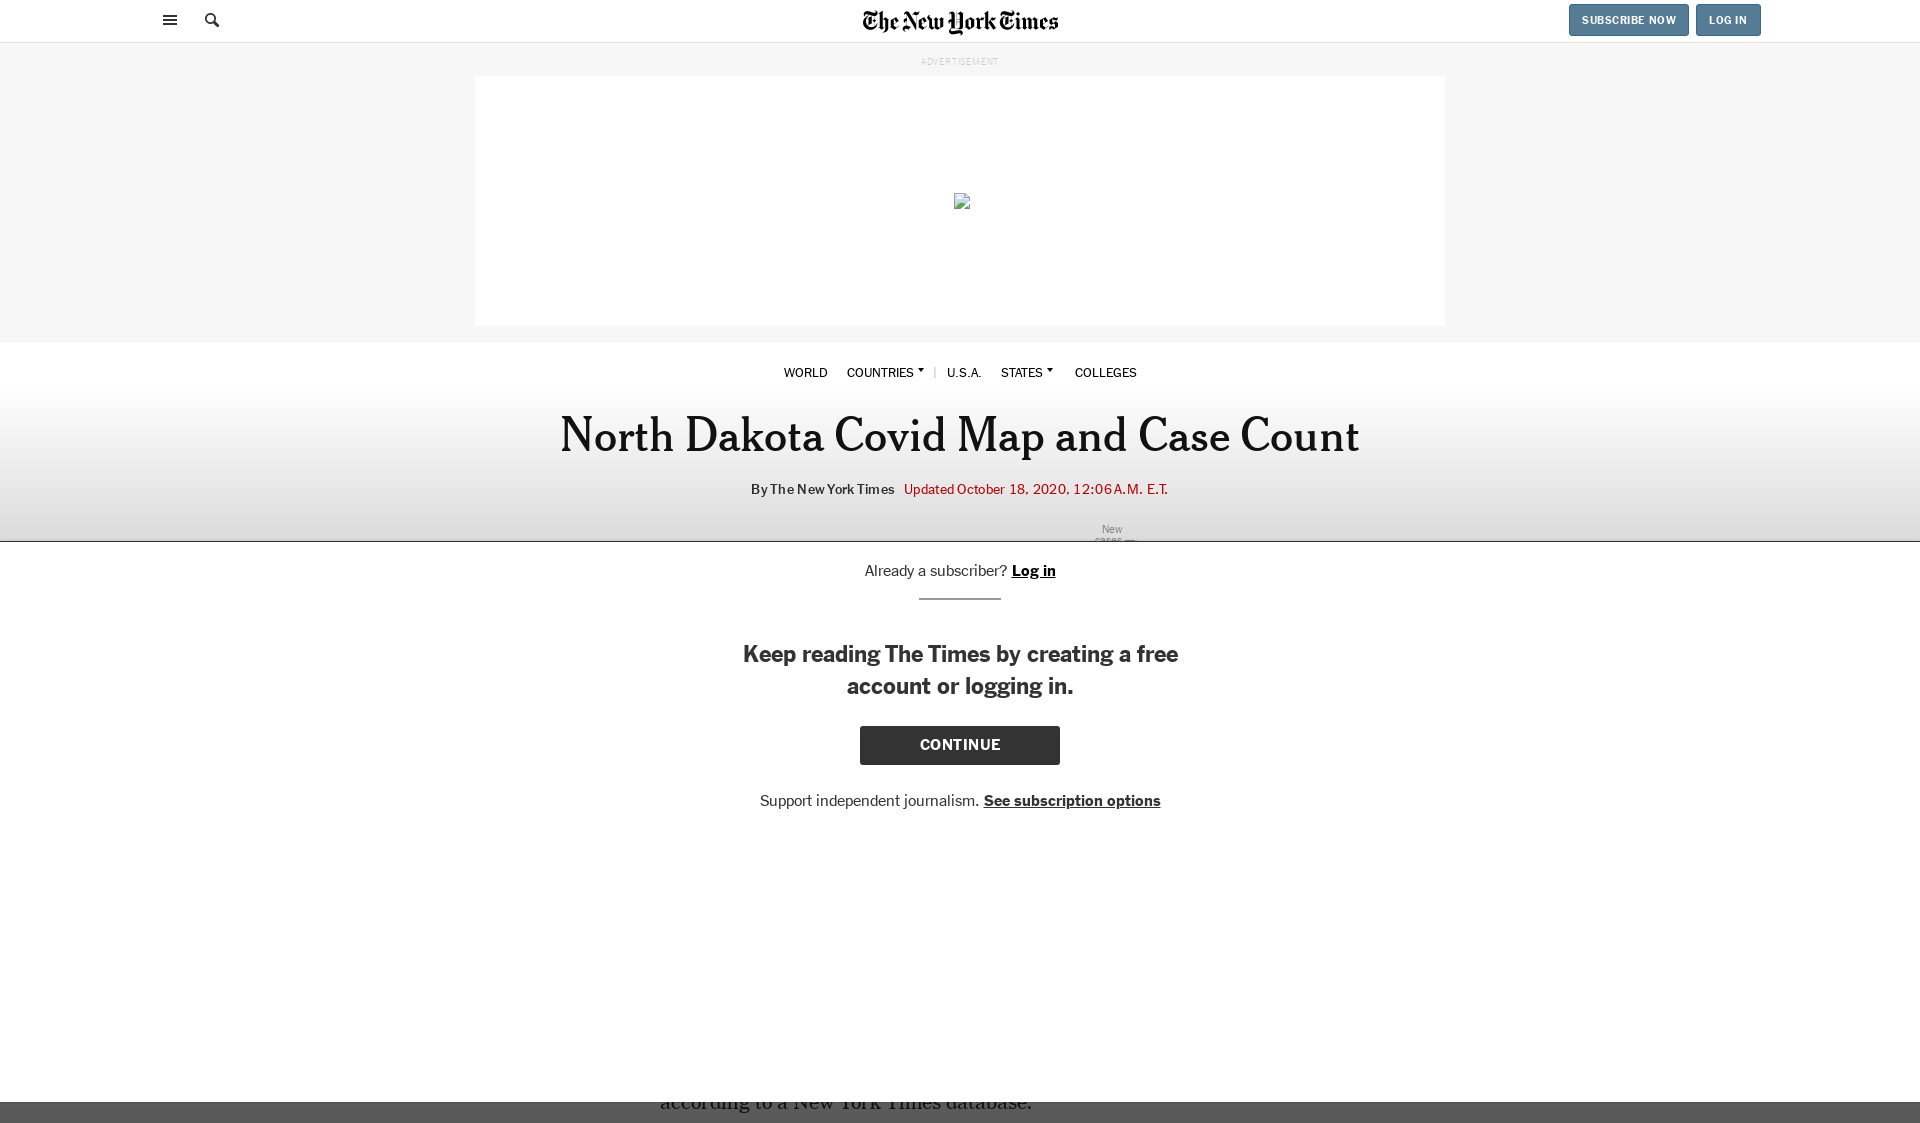 The New York Times
SUBSCRIBE NOW
LOG IN
ADVERTISEMENT
WORLD COUNTRIES U.S.A. STATES COLLEGES
North Dakota Covid Map and Case Count
By The New York Times Updated October 18, 2020, 12:06 A.M. E.T.
New
cases
Already a subscriber? Log in
Keep reading The Times by creating a free
account or logging in.
CONTINUE
Support independent journalism. See subscription options
according to a New York Times database.